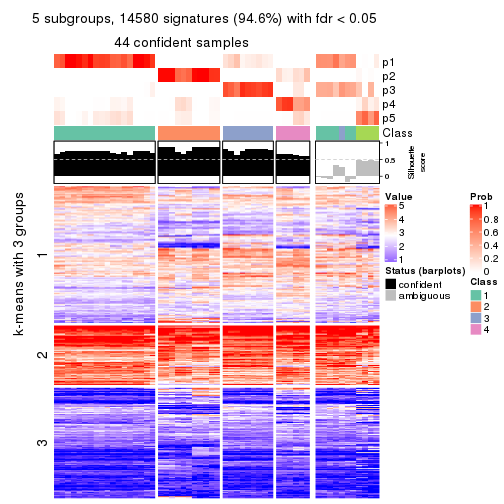 5 subgroups, 14580 signatures (94.6%) with fdr < 0.05
44 confident samples
p1
p2
p3
p4
p5
Class
1
0.5
0
Silhouette
score
k-means with 3 groups
1
2
3
Value
5
4
3
2
1
Status (barplots)
confident
ambiguous
Prob
1
0.8
0.6
0.4
0.2
0
Class
1
2
3
4